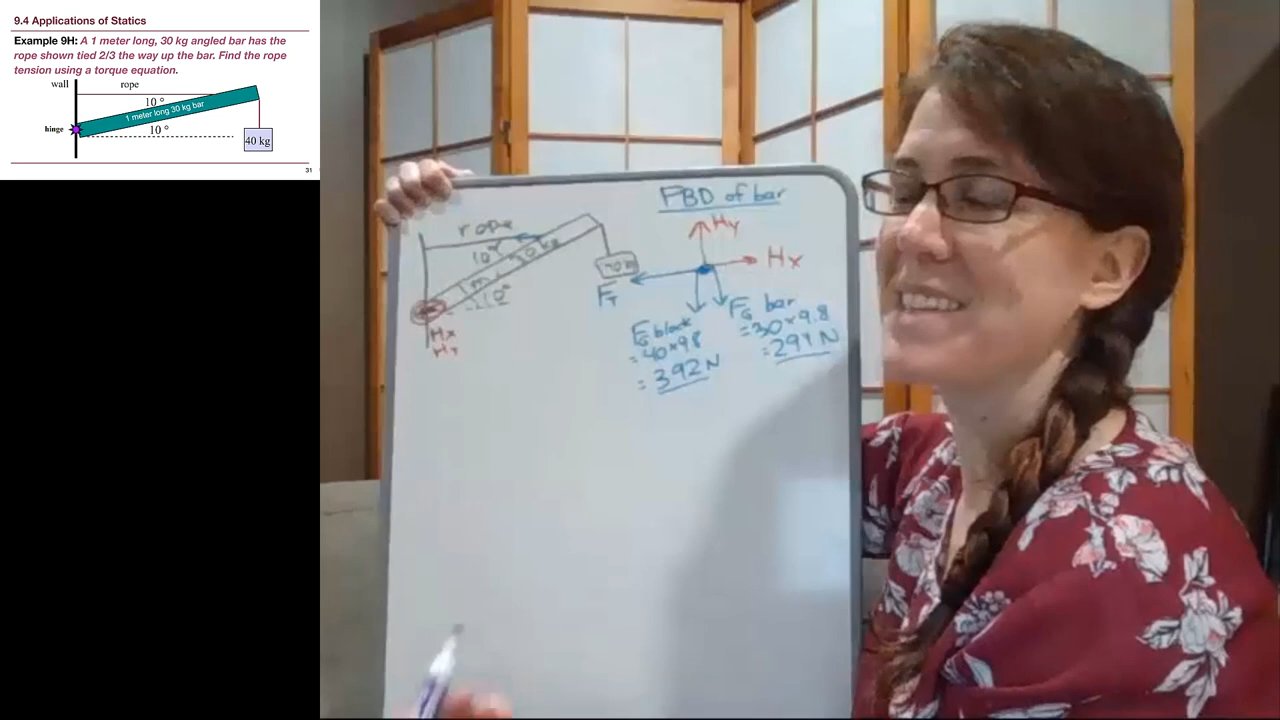 9.4 Applications of Statics
Example 9H: A 1 meter long, 30 kg angled bar has the
rope shown tied 2/3 the way up the bar. Find the rope
tension using a torque equation.
wall
rope
10 °
1 meter long 30 kg bar
hinge
10 °
40 kg
31
rope
10°
30 kg
1m
10°
Hx
Hy
FBD of bar
Hy
Hx
FT
FG block
= 40*9.8
= 392 N
FG bar
= 30*9.8
= 294 N